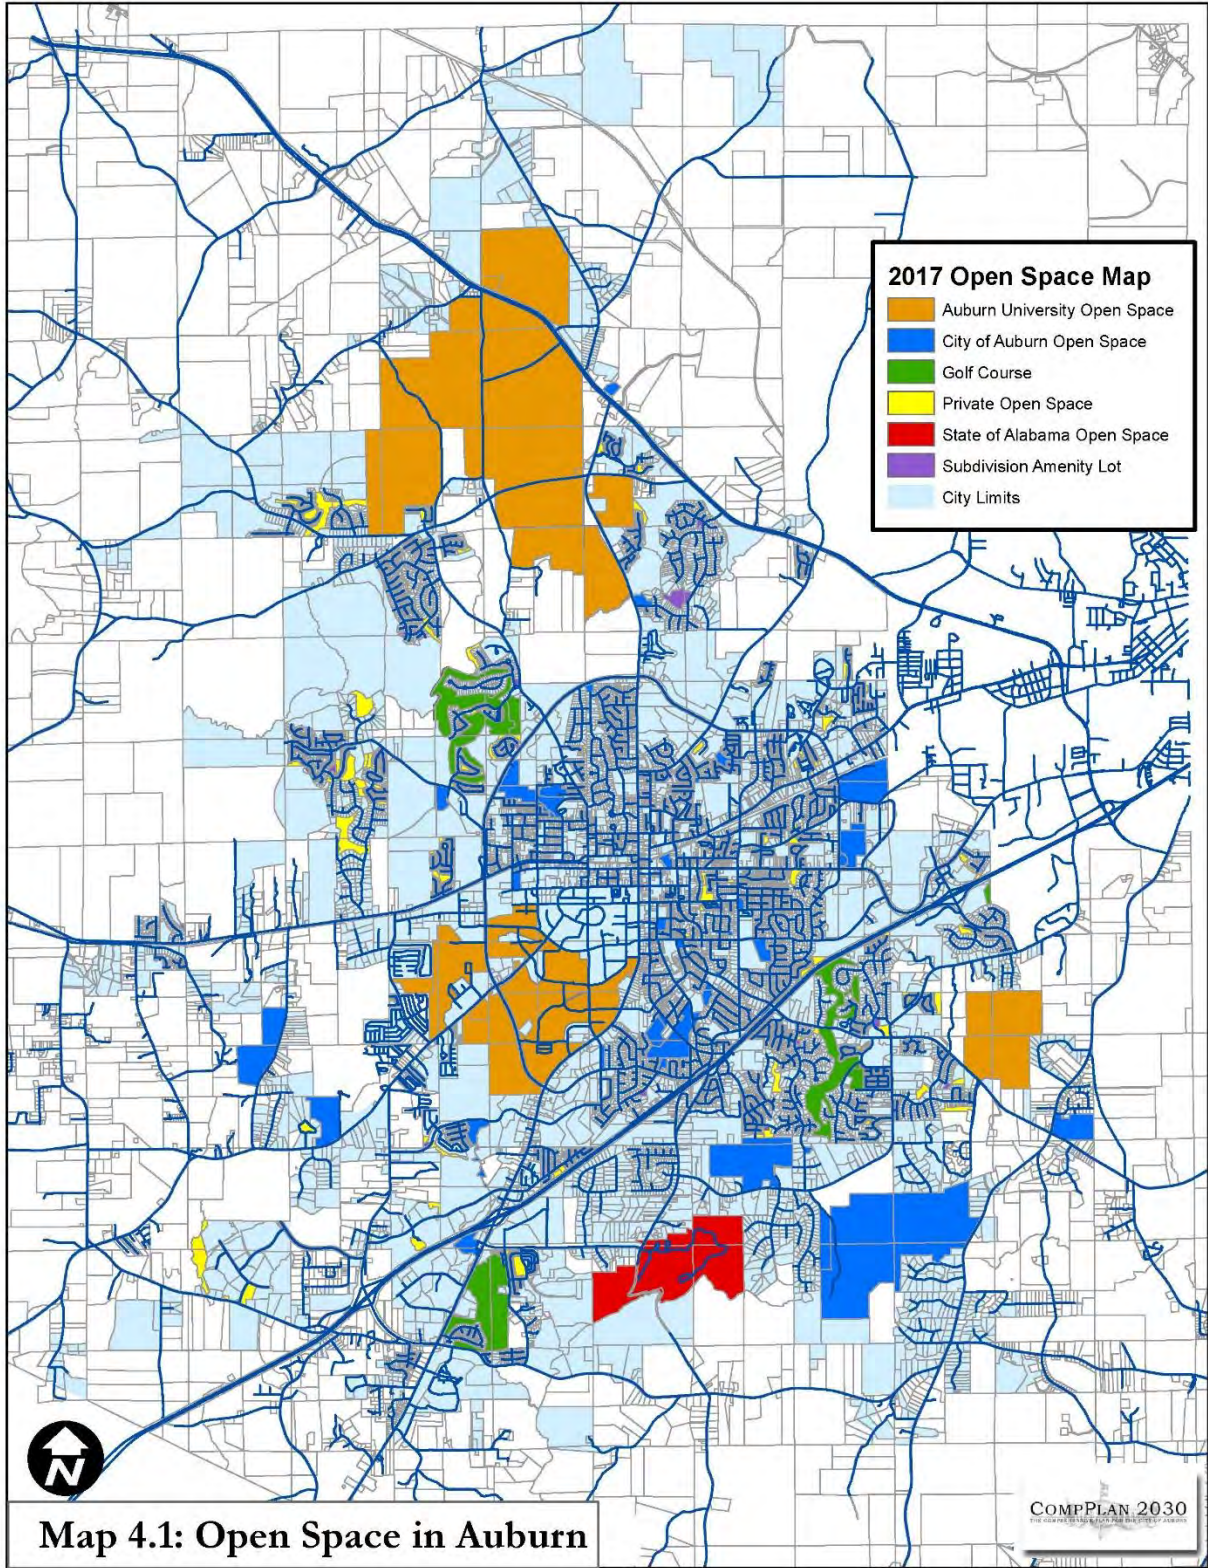 2017 Open Space Map
Auburn University Open Space
City of Auburn Open Space
Golf Course
Private Open Space
State of Alabama Open Space
Subdivision Amenity Lot
City Limits
N
Map 4.1: Open Space in Auburn
COMPPLAN 2030